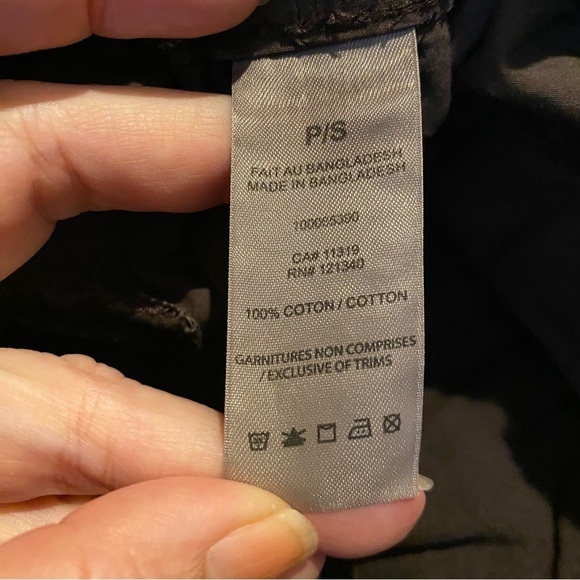 P/S
FAIT AU BANGLADESH
MADE IN BANGLADESH
100085390
CA# 11319
RN# 121340
100% COTON / COTTON
GARNITURES NON COMPRISES
/ EXCLUSIVE OF TRIMS